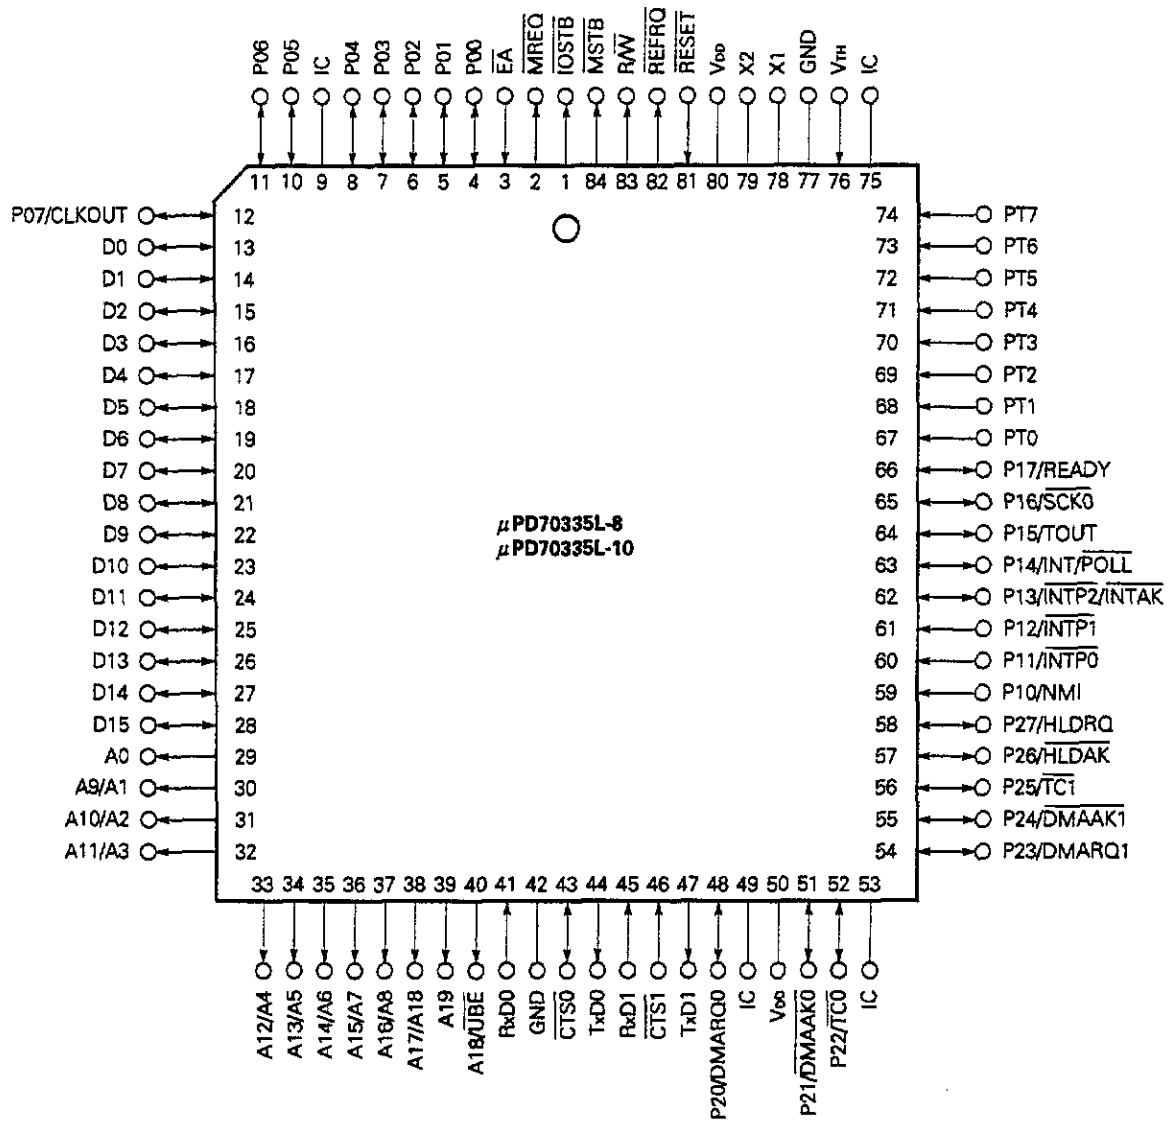 P06 P05 IC P04 P03 P02 P01 P00 EA MREQ IOSTB MSTB R/W REFRQ RESET VDD X2 X1 GND VTH IC
11 10 9 8 7 6 5 4 3 2 1 84 83 82 81 80 79 78 77 76 75
P07/CLKOUT 12 74 PT7
D0 13 73 PT6
D1 14 72 PT5
D2 15 71 PT4
D3 16 70 PT3
D4 17 69 PT2
D5 18 68 PT1
D6 19 67 PT0
D7 20 66 P17/READY
D8 21 65 P16/SCK0
D9 22 64 P15/TOUT
μPD70335L-8
μPD70335L-10
D10 23 63 P14/INT/POLL
D11 24 62 P13/INTP2/INTAK
D12 25 61 P12/INTP1
D13 26 60 P11/INTP0
D14 27 59 P10/NMI
D15 28 58 P27/HLDRQ
A0 29 57 P26/HLDAK
A9/A1 30 56 P25/TC1
A10/A2 31 55 P24/DMAAK1
A11/A3 32 54 P23/DMARQ1
33 34 35 36 37 38 39 40 41 42 43 44 45 46 47 48 49 50 51 52 53
A12/A4 A13/A5 A14/A6 A15/A7 A16/A8 A17/A18 A19 A18/UBE RxD0 GND CTS0 TxD0 RxD1 CTS1 TxD1 P20/DMARQ0 IC VDD P21/DMAAK0 P22/TC0 IC